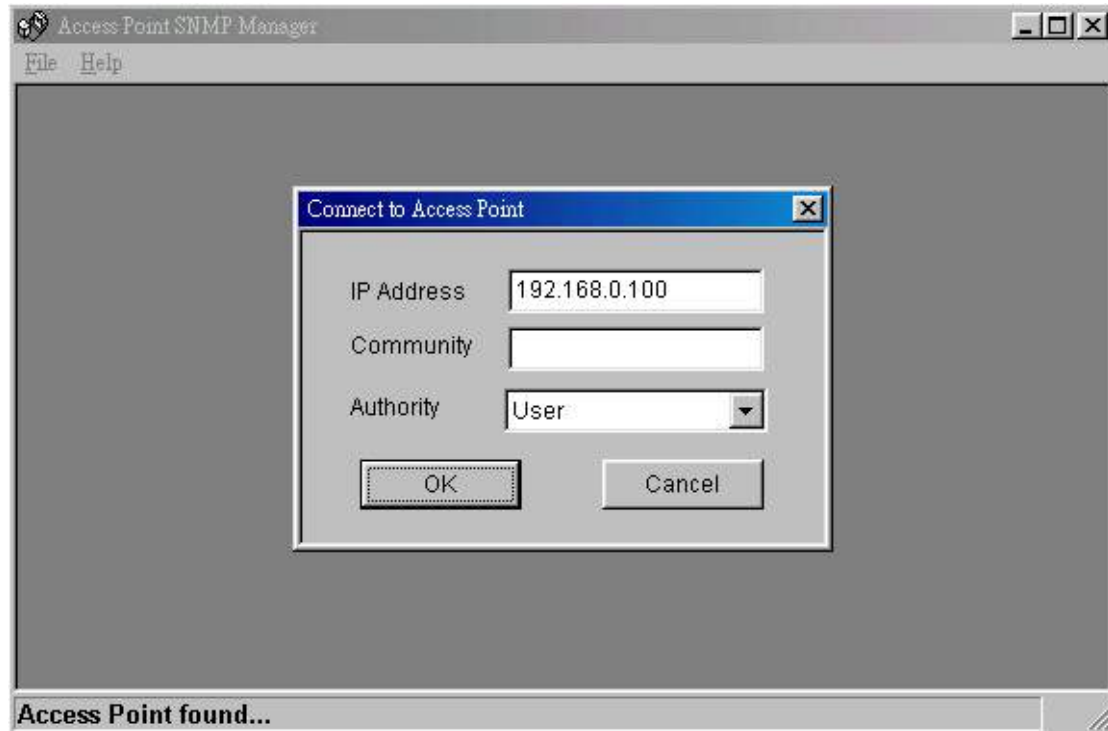 Access Point SNMP Manager
File Help
Connect to Access Point
IP Address 192.168.0.100
Community
Authority User
OK Cancel
Access Point found...